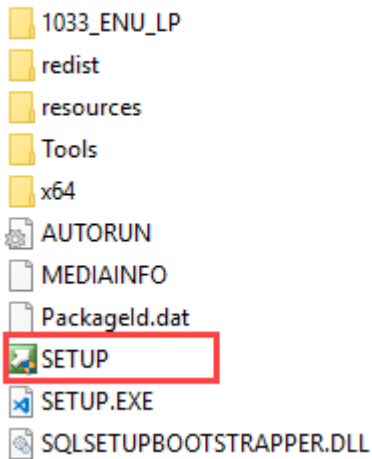 1033_ENU_LP
redist
resources
Tools
x64
AUTORUN
MEDIAINFO
PackageId.dat
SETUP
SETUP.EXE
SQLSETUPBOOTSTRAPPER.DLL